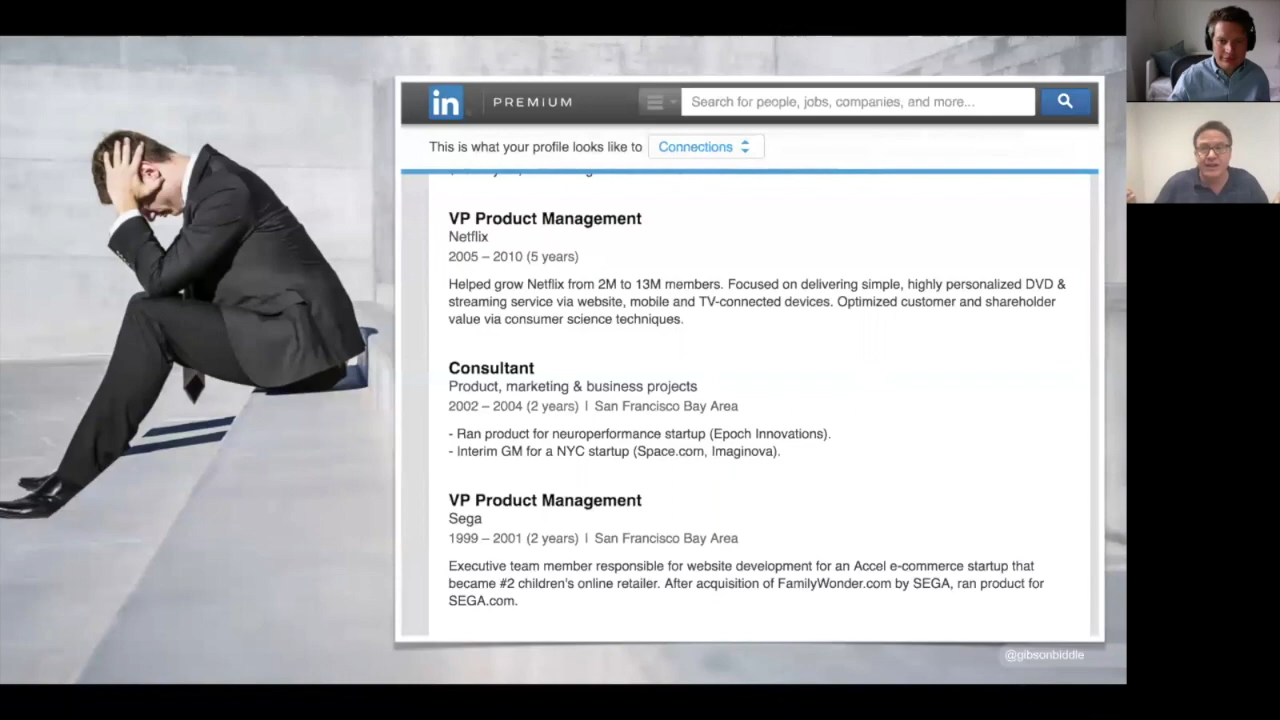 in PREMIUM Search for people, jobs, companies, and more...
This is what your profile looks like to Connections
VP Product Management
Netflix
2005 – 2010 (5 years)
Helped grow Netflix from 2M to 13M members. Focused on delivering simple, highly personalized DVD &
streaming service via website, mobile and TV-connected devices. Optimized customer and shareholder
value via consumer science techniques.
Consultant
Product, marketing & business projects
2002 – 2004 (2 years) | San Francisco Bay Area
- Ran product for neuroperformance startup (Epoch Innovations).
- Interim GM for a NYC startup (Space.com, Imaginova).
VP Product Management
Sega
1999 – 2001 (2 years) | San Francisco Bay Area
Executive team member responsible for website development for an Accel e-commerce startup that
became #2 children's online retailer. After acquisition of FamilyWonder.com by SEGA, ran product for
SEGA.com.
@gibsonbiddle